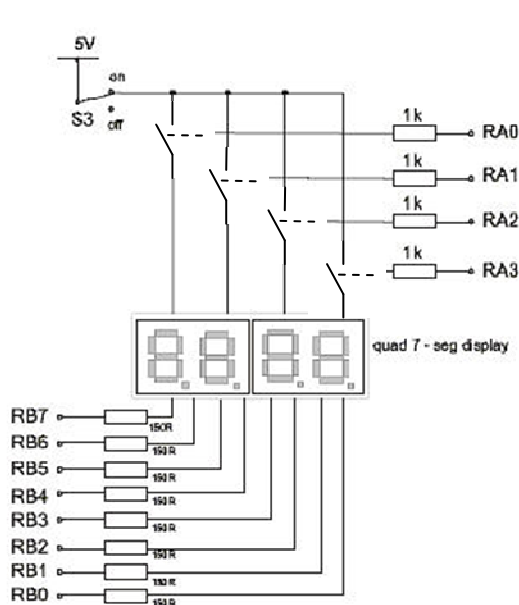 5V
on
S3
off
1k
RA0
1k
RA1
1k
RA2
1k
RA3
quad 7 - seg display
RB7
150R
RB6
150R
RB5
150R
RB4
150R
RB3
150R
RB2
150R
RB1
150R
RB0
150R